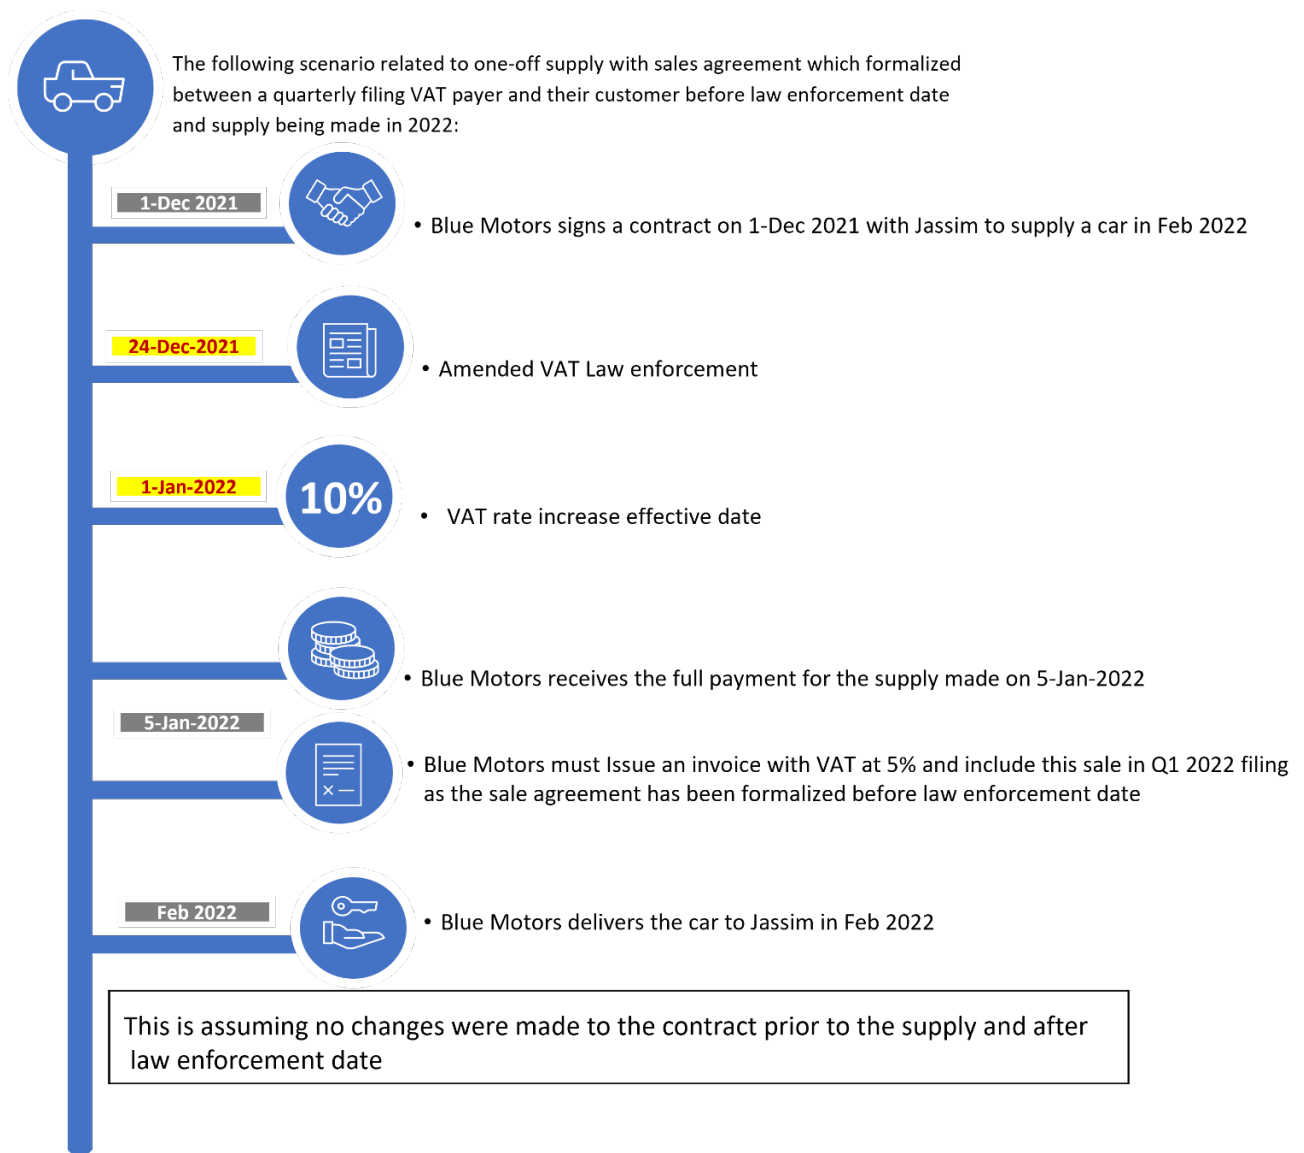 The following scenario related to one-off supply with sales agreement which formalized
between a quarterly filing VAT payer and their customer before law enforcement date
and supply being made in 2022:
1-Dec 2021
• Blue Motors signs a contract on 1-Dec 2021 with Jassim to supply a car in Feb 2022
24-Dec-2021
• Amended VAT Law enforcement
1-Jan-2022
10%
• VAT rate increase effective date
• Blue Motors receives the full payment for the supply made on 5-Jan-2022
5-Jan-2022
• Blue Motors must Issue an invoice with VAT at 5% and include this sale in Q1 2022 filing
as the sale agreement has been formalized before law enforcement date
Feb 2022
• Blue Motors delivers the car to Jassim in Feb 2022
This is assuming no changes were made to the contract prior to the supply and after
law enforcement date